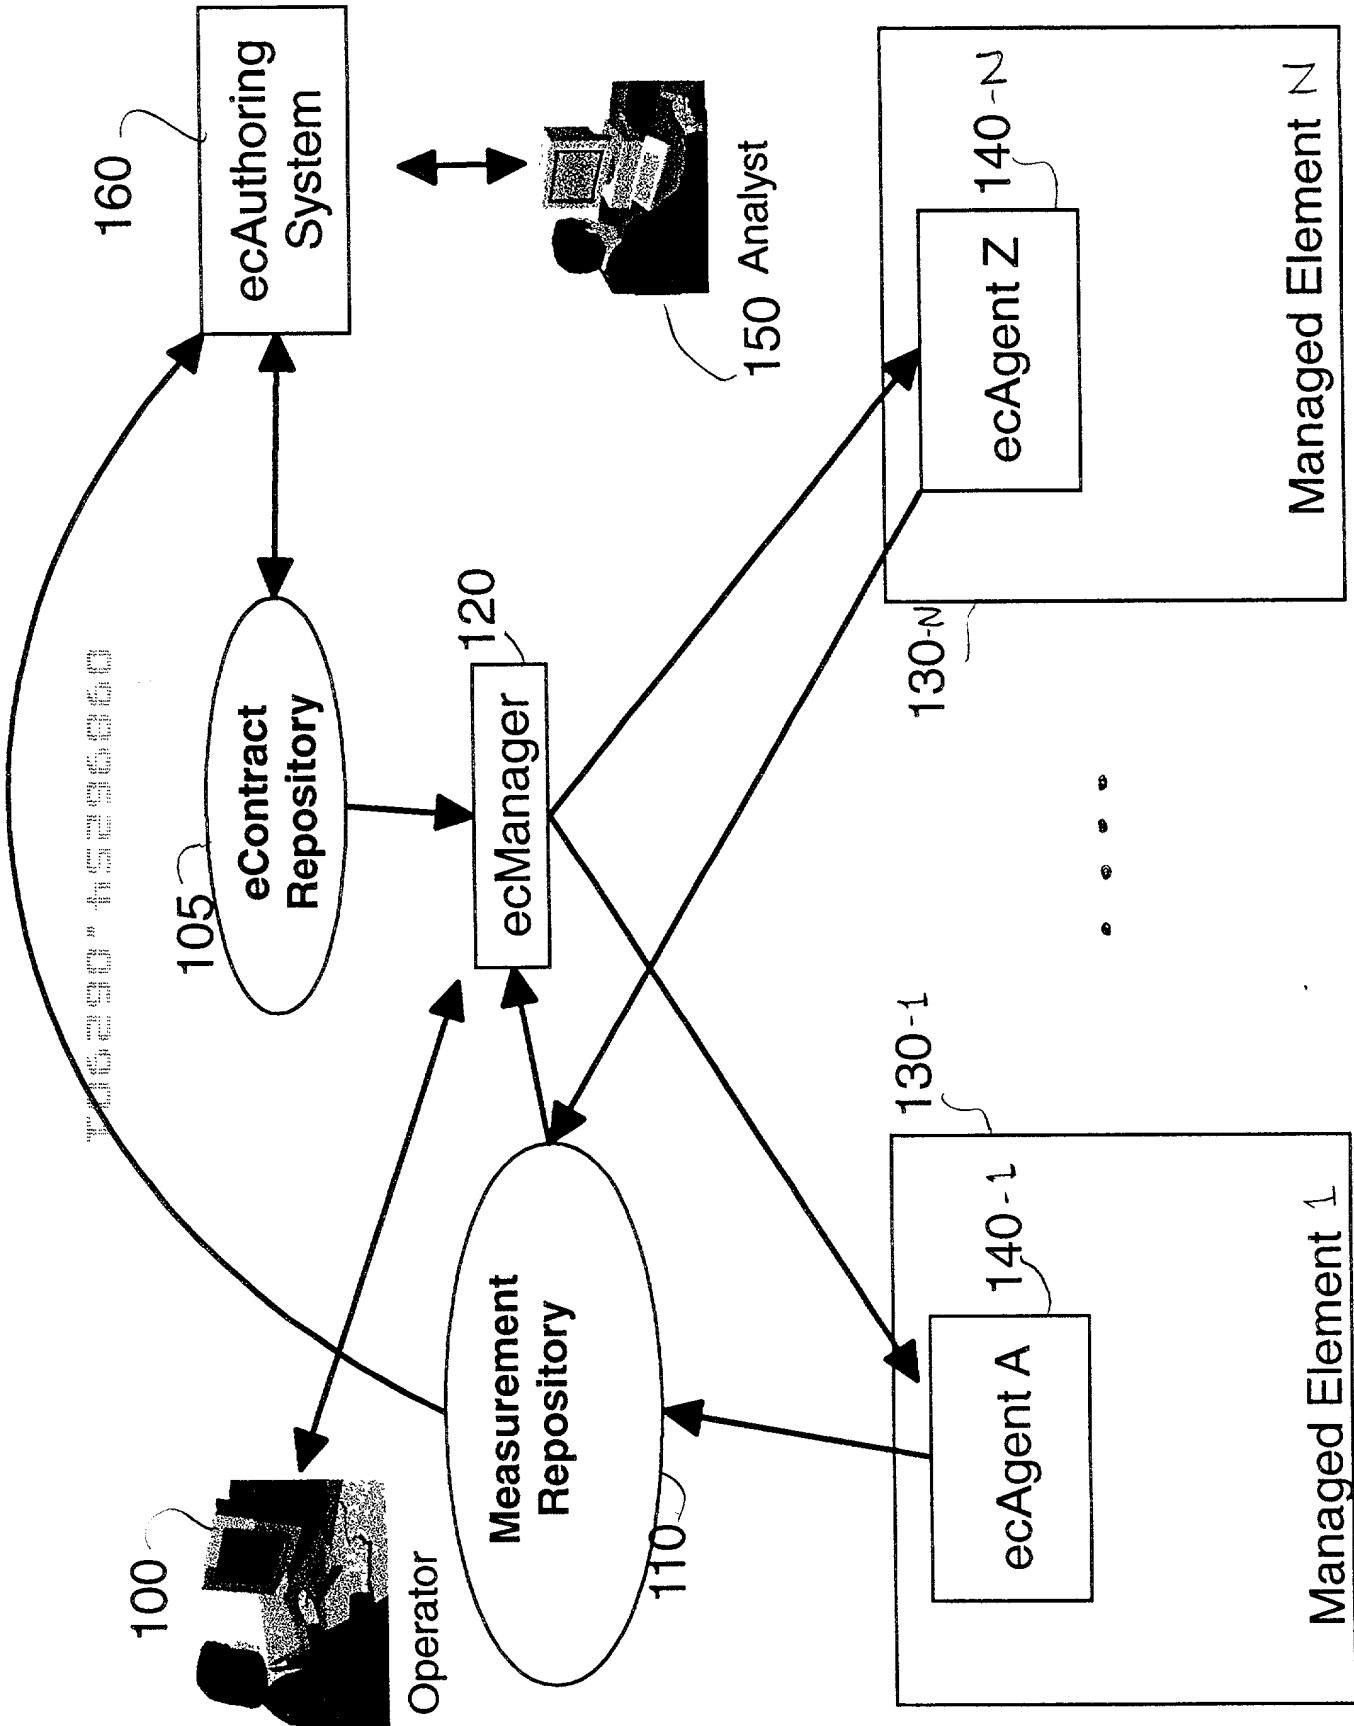 160
ecAuthoring
System
105
eContract
Repository
100
Operator
150 Analyst
120
ecManager
Measurement
Repository
110
130-1
140-1
ecAgent A
Managed Element 1
130-N
140-N
ecAgent Z
Managed Element N